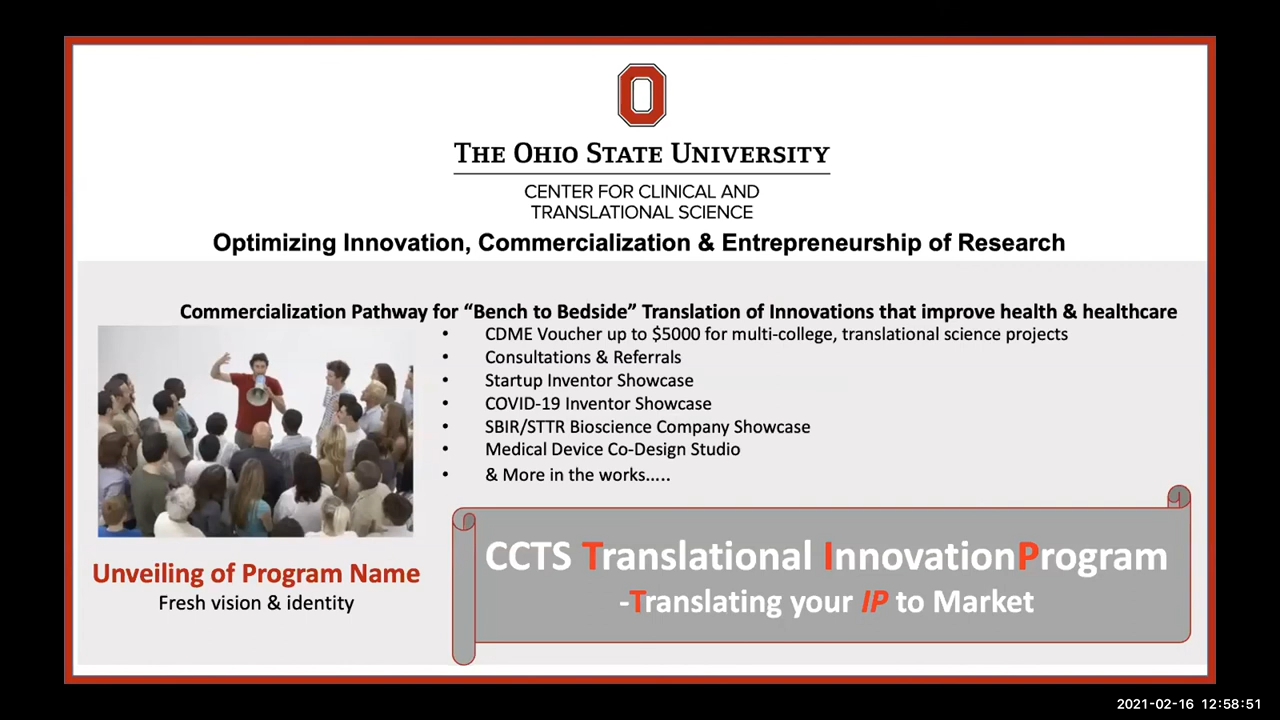 O
THE OHIO STATE UNIVERSITY
CENTER FOR CLINICAL AND
TRANSLATIONAL SCIENCE
Optimizing Innovation, Commercialization & Entrepreneurship of Research
Commercialization Pathway for “Bench to Bedside” Translation of Innovations that improve health & healthcare
• CDME Voucher up to $5000 for multi-college, translational science projects
• Consultations & Referrals
• Startup Inventor Showcase
• COVID-19 Inventor Showcase
• SBIR/STTR Bioscience Company Showcase
• Medical Device Co-Design Studio
• & More in the works.....
Unveiling of Program Name
Fresh vision & identity
CCTS Translational InnovationProgram
-Translating your IP to Market
2021-02-16 12:58:51